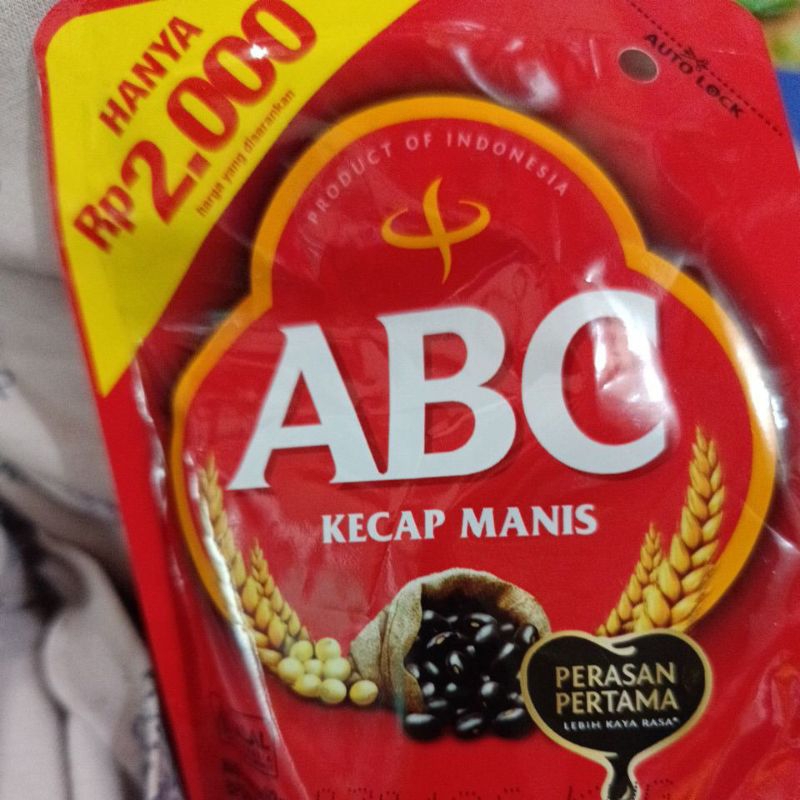 HANYA
Rp2.000
harga yang disarankan
AUTO LOCK
PRODUCT OF INDONESIA
ABC
KECAP MANIS
PERASAN
PERTAMA
LEBIH KAYA RASA*